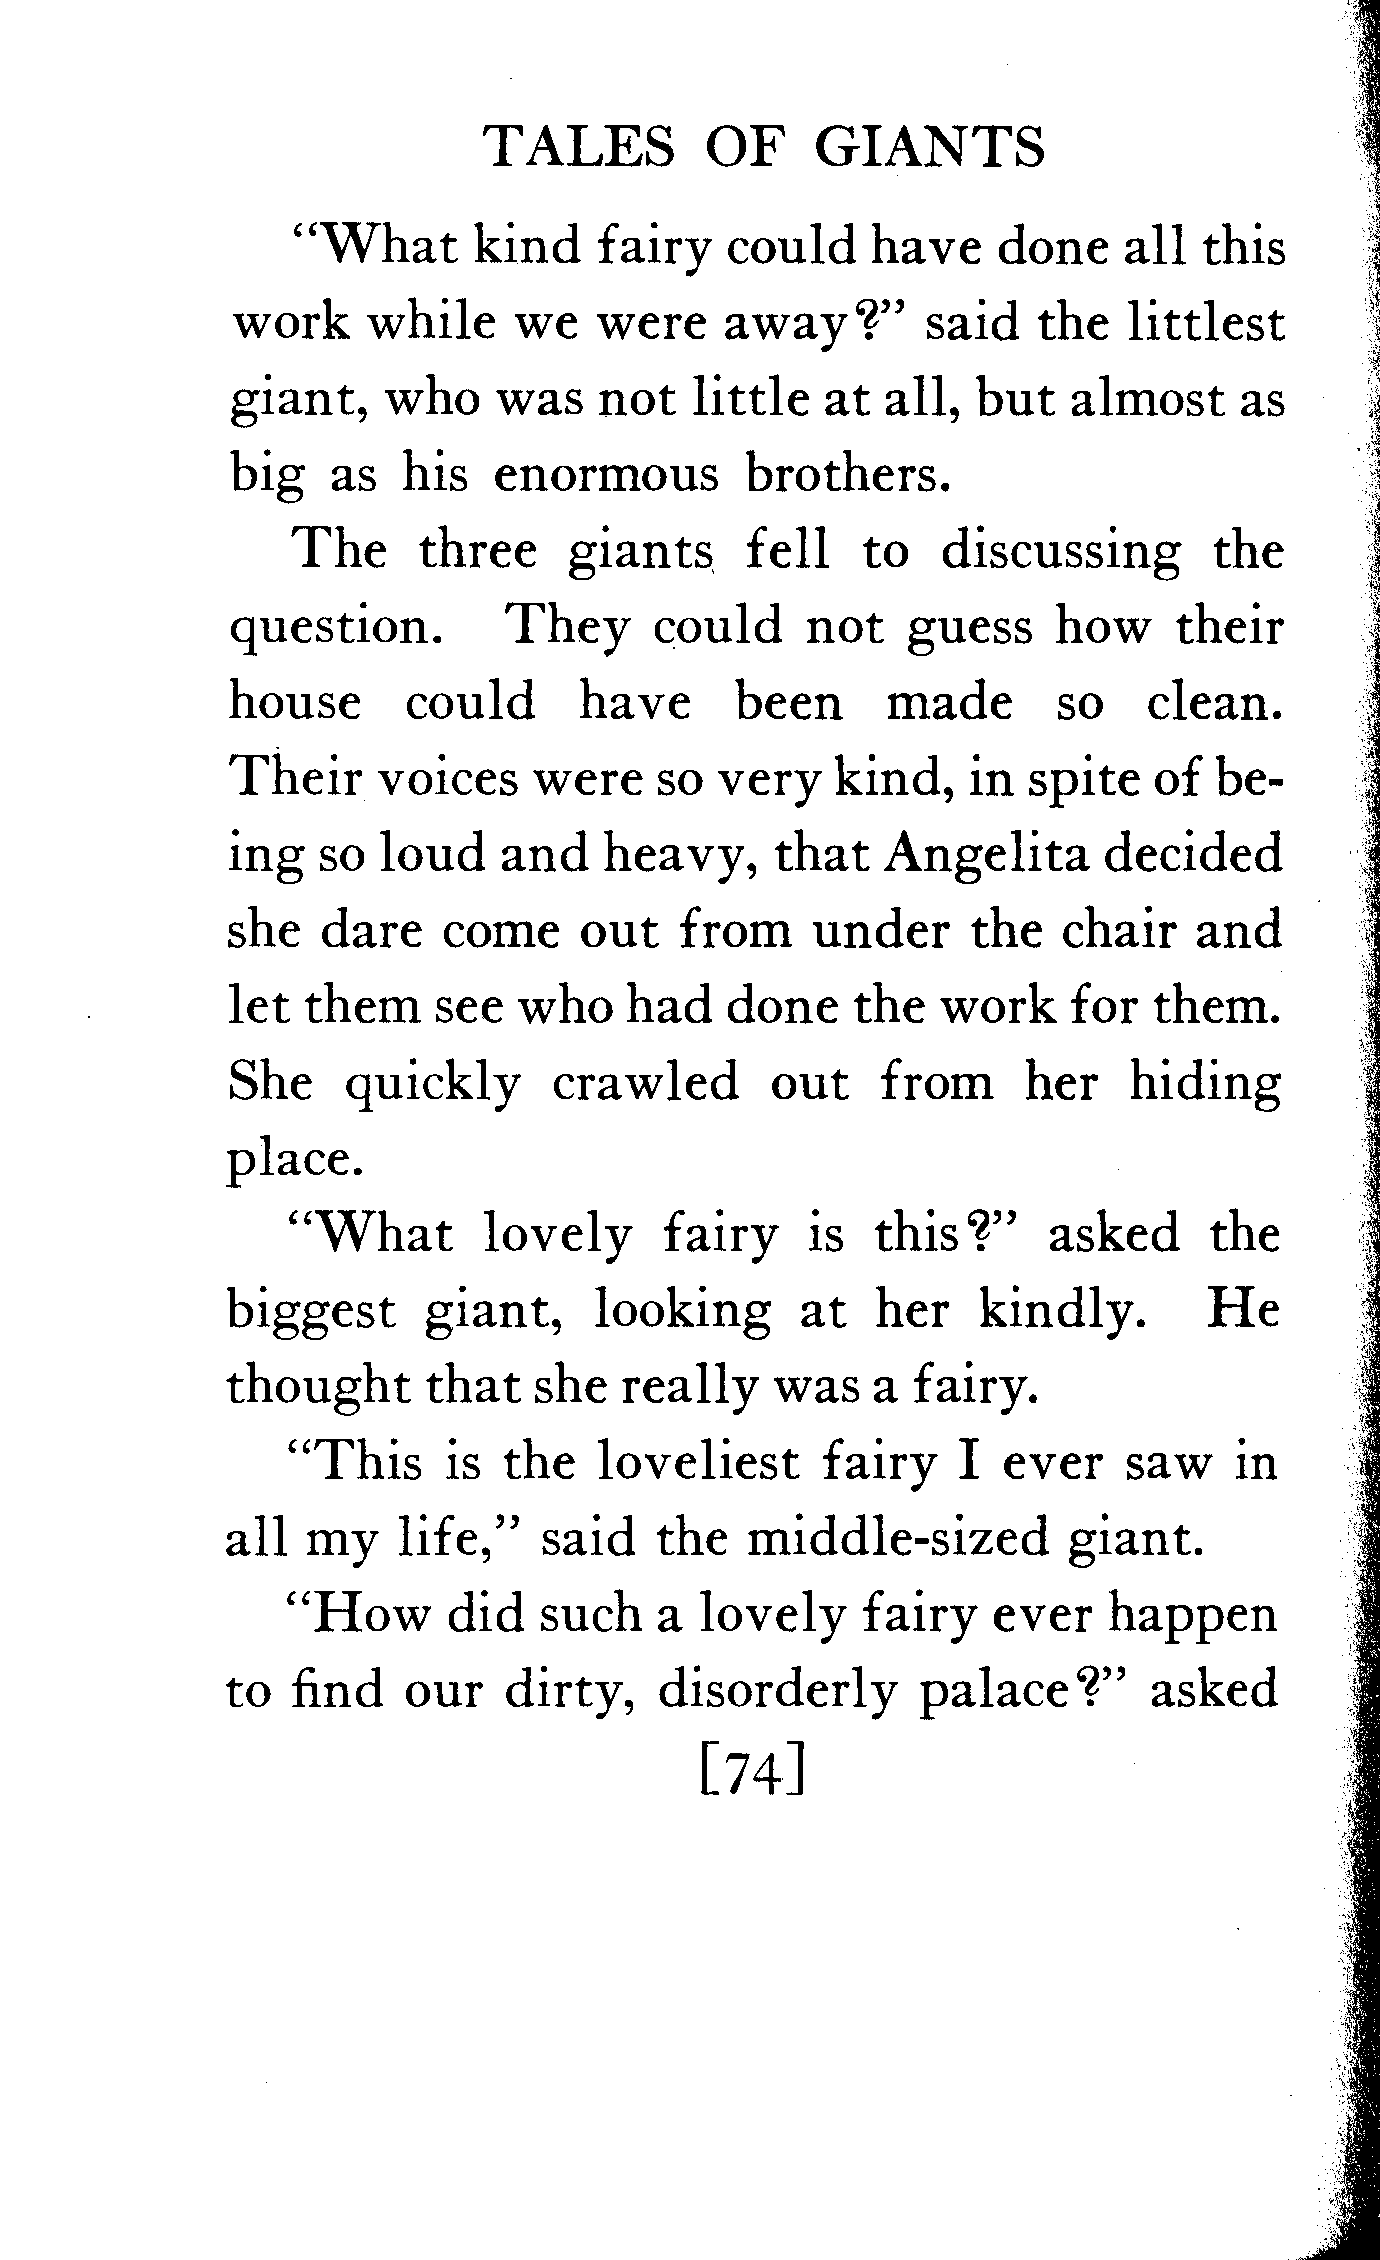 TALES OF GIANTS
“What kind fairy could have done all this
work while we were away?” said the littlest
giant, who was not little at all, but almost as
big as his enormous brothers.
The three giants fell to discussing the
question. They could not guess how their
house could have been made so clean.
Their voices were so very kind, in spite of be-
ing so loud and heavy, that Angelita decided
she dare come out from under the chair and
let them see who had done the work for them.
She quickly crawled out from her hiding
place.
“What lovely fairy is this?” asked the
biggest giant, looking at her kindly. He
thought that she really was a fairy.
“This is the loveliest fairy I ever saw in
all my life,” said the middle-sized giant.
“How did such a lovely fairy ever happen
to find our dirty, disorderly palace?” asked
[74]